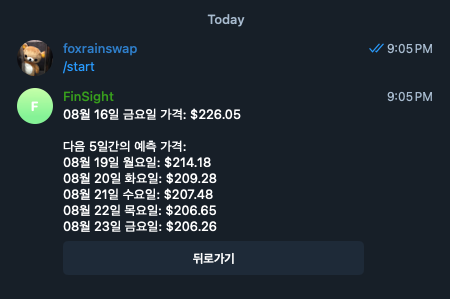 Today
foxrainswap
9:05 PM
/start
F
FinSight
9:05 PM
08월 16일 금요일 가격: $226.05
다음 5일간의 예측 가격:
08월 19일 월요일: $214.18
08월 20일 화요일: $209.28
08월 21일 수요일: $207.48
08월 22일 목요일: $206.65
08월 23일 금요일: $206.26
뒤로가기